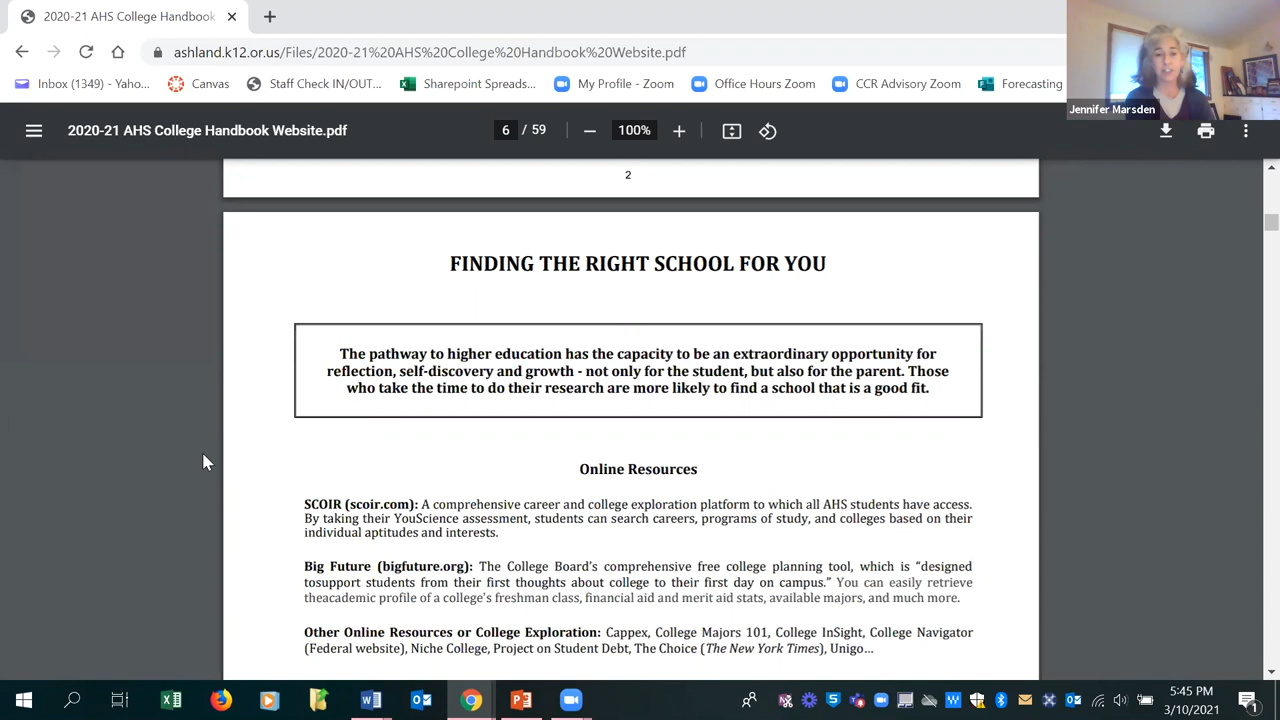 2020-21 AHS College Handbook
ashland.k12.or.us/Files/2020-21%20AHS%20College%20Handbook%20Website.pdf
Inbox (1349) - Yaho... Canvas Staff Check IN/OUT... Sharepoint Spreads... My Profile - Zoom Office Hours Zoom CCR Advisory Zoom Forecasting
Jennifer Marsden
2020-21 AHS College Handbook Website.pdf 6 / 59 100%
2
FINDING THE RIGHT SCHOOL FOR YOU
The pathway to higher education has the capacity to be an extraordinary opportunity for
reflection, self-discovery and growth - not only for the student, but also for the parent. Those
who take the time to do their research are more likely to find a school that is a good fit.
Online Resources
SCOIR (scoir.com): A comprehensive career and college exploration platform to which all AHS students have access.
By taking their YouScience assessment, students can search careers, programs of study, and colleges based on their
individual aptitudes and interests.
Big Future (bigfuture.org): The College Board’s comprehensive free college planning tool, which is “designed
tosupport students from their first thoughts about college to their first day on campus.” You can easily retrieve
theacademic profile of a college’s freshman class, financial aid and merit aid stats, available majors, and much more.
Other Online Resources or College Exploration: Cappex, College Majors 101, College InSight, College Navigator
(Federal website), Niche College, Project on Student Debt, The Choice (The New York Times), Unigo…
5:45 PM
3/10/2021
1